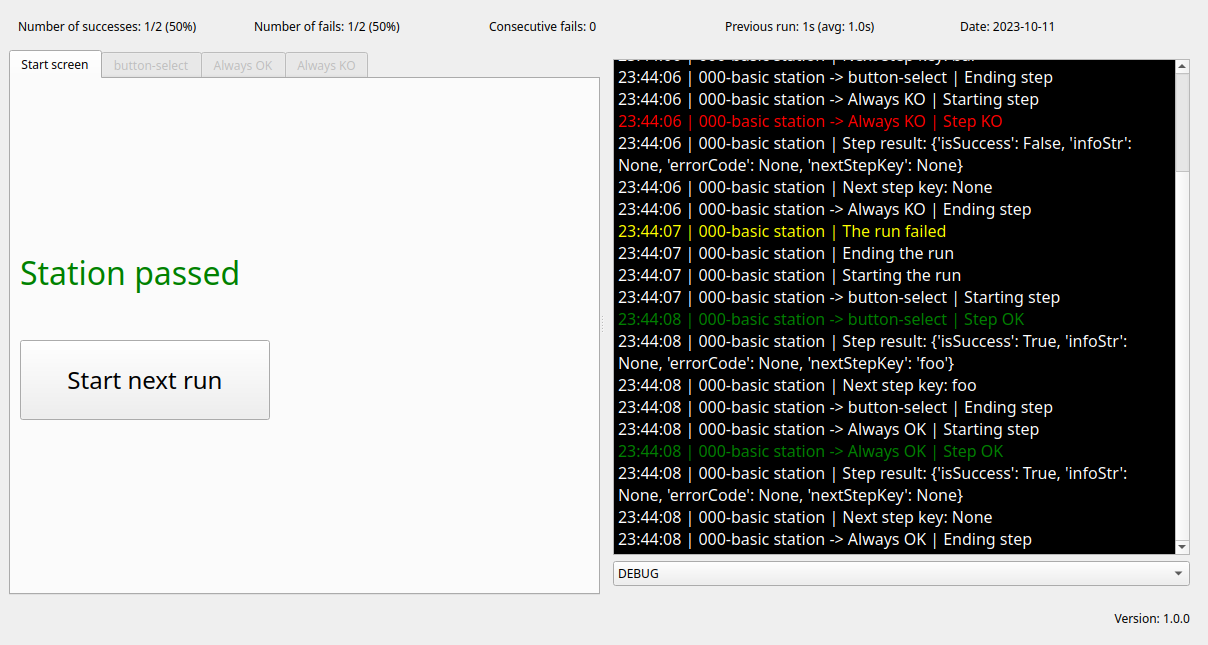 Number of successes: 1/2 (50%)
Number of fails: 1/2 (50%)
Consecutive fails: 0
Previous run: 1s (avg: 1.0s)
Date: 2023-10-11
Start screen
button-select
Always OK
Always KO
Station passed
Start next run
23:44:06 | 000-basic station | Next step key: bar
23:44:06 | 000-basic station -> button-select | Ending step
23:44:06 | 000-basic station -> Always KO | Starting step
23:44:06 | 000-basic station -> Always KO | Step KO
23:44:06 | 000-basic station | Step result: {'isSuccess': False, 'infoStr':
None, 'errorCode': None, 'nextStepKey': None}
23:44:06 | 000-basic station | Next step key: None
23:44:06 | 000-basic station -> Always KO | Ending step
23:44:07 | 000-basic station | The run failed
23:44:07 | 000-basic station | Ending the run
23:44:07 | 000-basic station | Starting the run
23:44:07 | 000-basic station -> button-select | Starting step
23:44:08 | 000-basic station -> button-select | Step OK
23:44:08 | 000-basic station | Step result: {'isSuccess': True, 'infoStr':
None, 'errorCode': None, 'nextStepKey': 'foo'}
23:44:08 | 000-basic station | Next step key: foo
23:44:08 | 000-basic station -> button-select | Ending step
23:44:08 | 000-basic station -> Always OK | Starting step
23:44:08 | 000-basic station -> Always OK | Step OK
23:44:08 | 000-basic station | Step result: {'isSuccess': True, 'infoStr':
None, 'errorCode': None, 'nextStepKey': None}
23:44:08 | 000-basic station | Next step key: None
23:44:08 | 000-basic station -> Always OK | Ending step
DEBUG
Version: 1.0.0